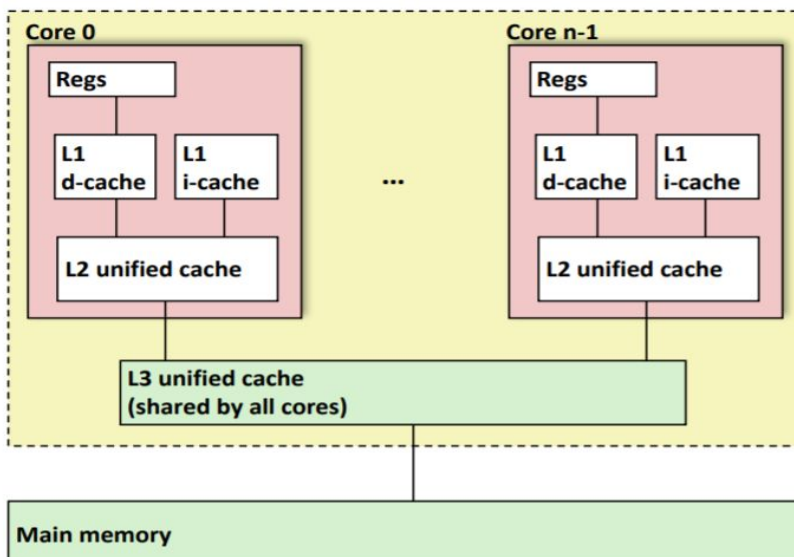 Core 0
Regs
L1
d-cache
L1
i-cache
L2 unified cache
...
Core n-1
Regs
L1
d-cache
L1
i-cache
L2 unified cache
L3 unified cache
(shared by all cores)
Main memory